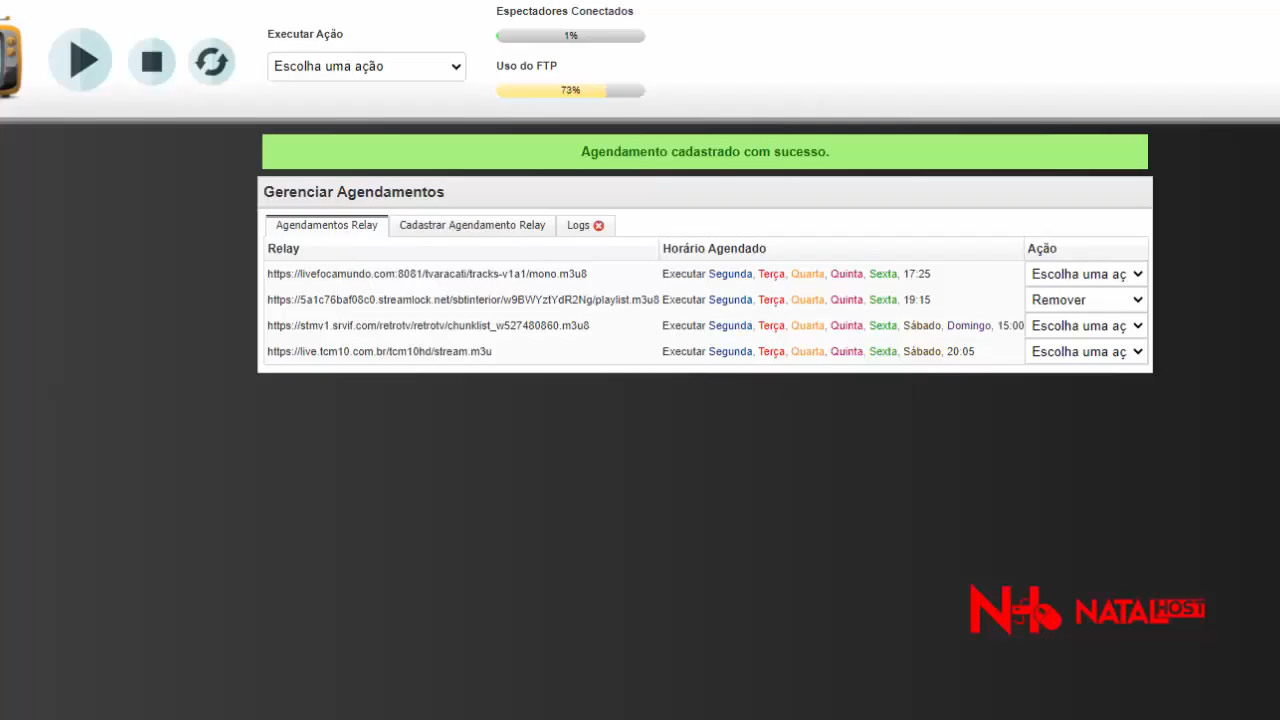 Espectadores Conectados
1%
Executar Ação
Escolha uma ação
Uso do FTP
73%
Agendamento cadastrado com sucesso.
Gerenciar Agendamentos
Agendamentos Relay Cadastrar Agendamento Relay Logs
Relay Horário Agendado Ação
https://livefocamundo.com:8081/tvaracati/tracks-v1a1/mono.m3u8 Executar Segunda, Terça, Quarta, Quinta, Sexta, 17:25 Escolha uma aç
https://5a1c76baf08c0.streamlock.net/sbtinterior/w9BWYztYdR2Ng/playlist.m3u8 Executar Segunda, Terça, Quarta, Quinta, Sexta, 19:15 Remover
https://stmv1.srvif.com/retrotv/retrotv/chunklist_w527480860.m3u8 Executar Segunda, Terça, Quarta, Quinta, Sexta, Sábado, Domingo, 15:00 Escolha uma aç
https://live.tcm10.com.br/tcm10hd/stream.m3u Executar Segunda, Terça, Quarta, Quinta, Sexta, Sábado, 20:05 Escolha uma aç
NATALHOST